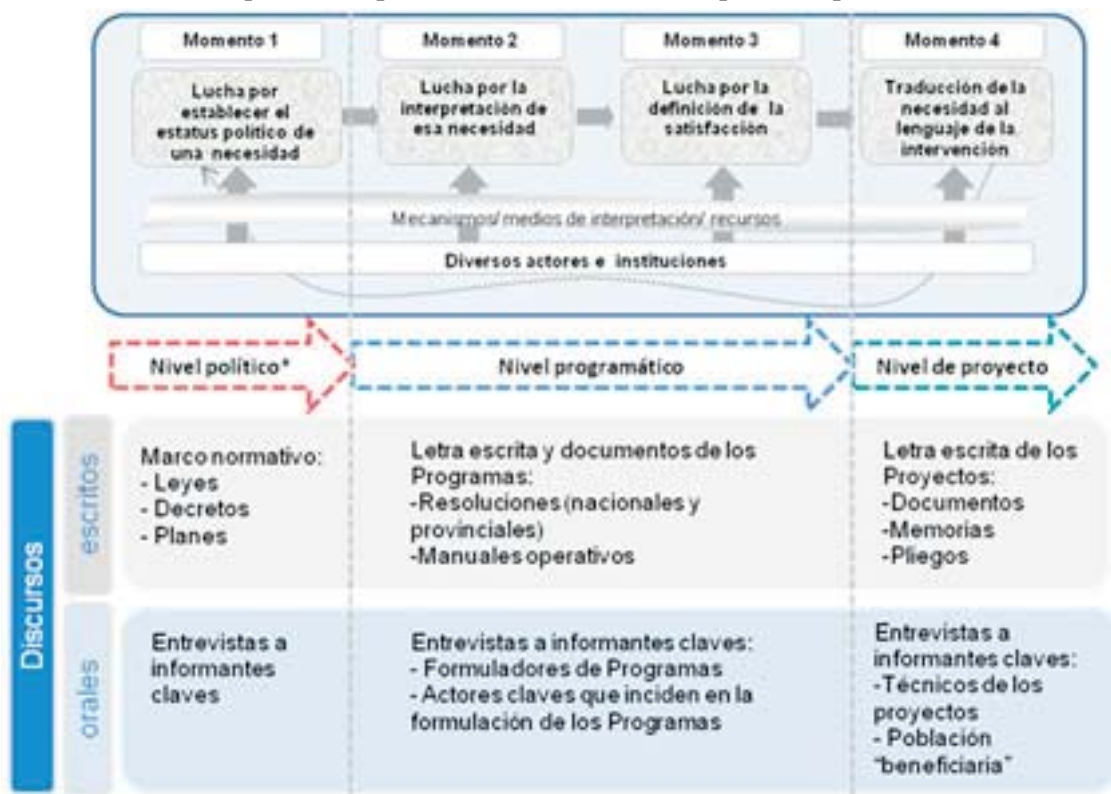 Momento 1
Momento 2
Momento 3
Momento 4
Lucha por
establecer el
estatus político de
una necesidad
Lucha por la
interpretación de
esa necesidad
Lucha por la
definición de la
satisfacción
Traducción de la
necesidad al
lenguaje de la
intervención
Mecanismos/ medios de interpretación/ recursos
Diversos actores e instituciones
Nivel político*
Nivel programático
Nivel de proyecto
Discursos
escritos
Marco normativo:
- Leyes
- Decretos
- Planes
Letra escrita y documentos de los
Programas:
-Resoluciones (nacionales y
provinciales)
-Manuales operativos
Letra escrita de los
Proyectos:
-Documentos
-Memorias
-Pliegos
orales
Entrevistas a
informantes
claves
Entrevistas a informantes claves:
- Formuladores de Programas
- Actores claves que inciden en la
formulación de los Programas
Entrevistas a
informantes claves:
-Técnicos de los
proyectos
- Población
"beneficiaria"